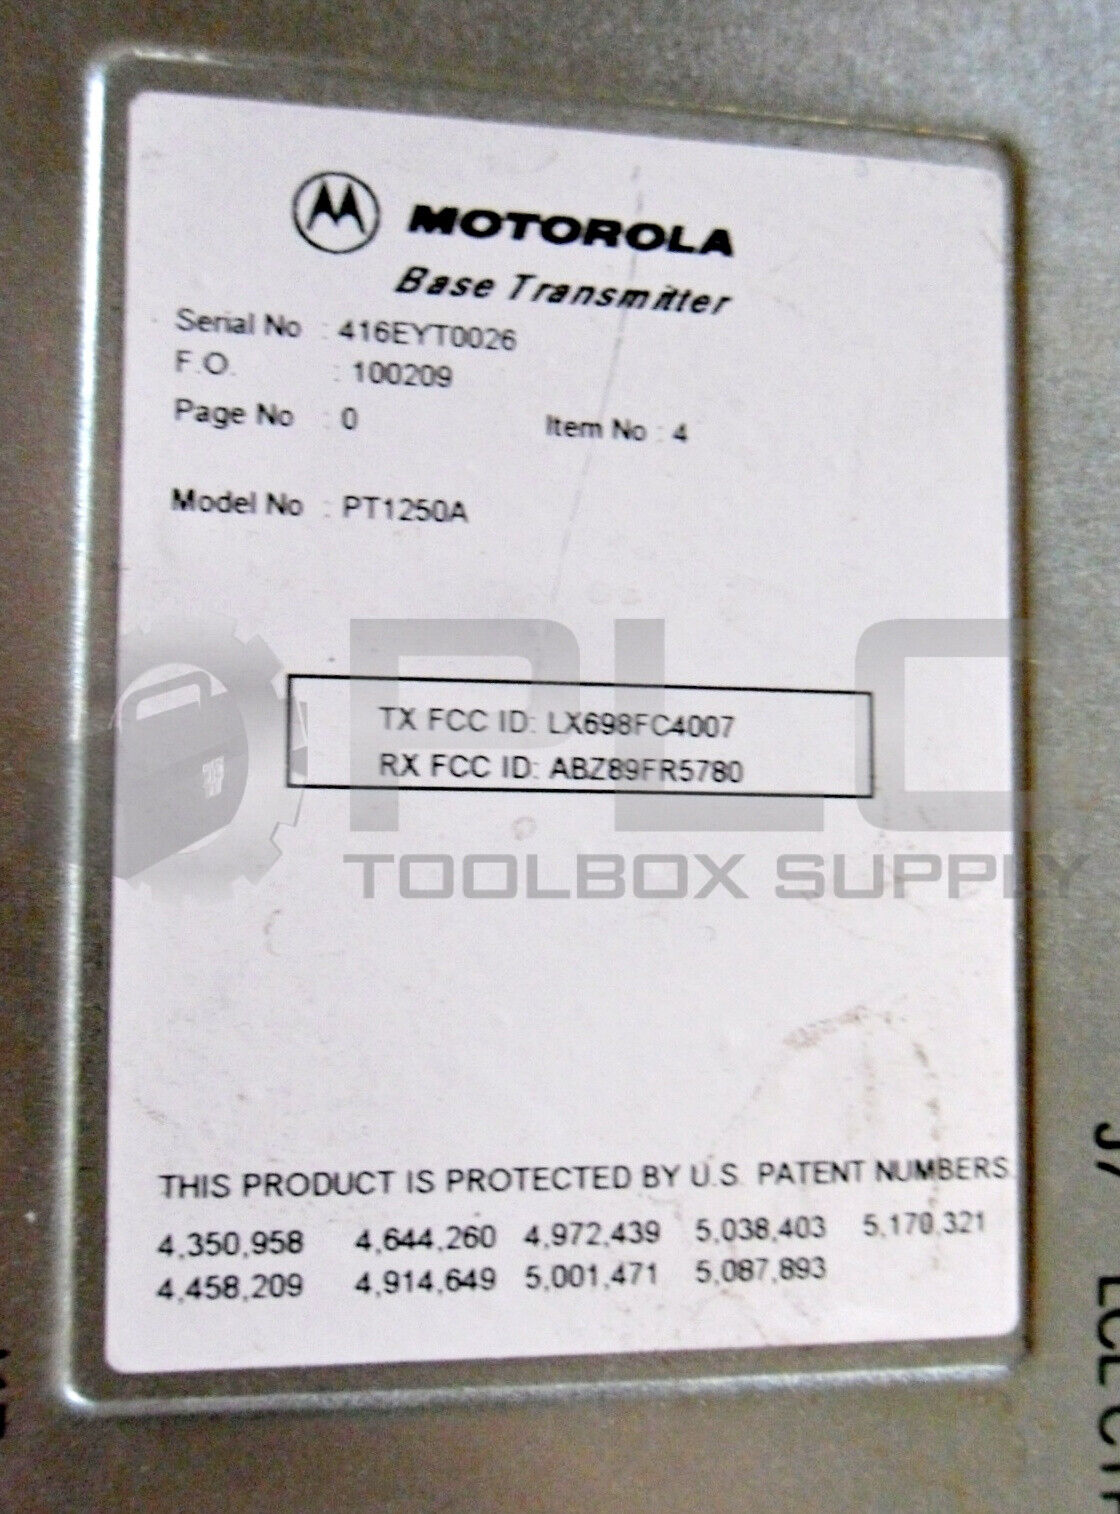 MOTOROLA
Base Transmitter
Serial No : 416EYT0026
F.O. : 100209
Page No : 0 Item No : 4
Model No : PT1250A
TX FCC ID: LX698FC4007
RX FCC ID: ABZ89FR5780
PLC
TOOLBOX SUPPLY
THIS PRODUCT IS PROTECTED BY U.S. PATENT NUMBERS.
4,350,958 4,644,260 4,972,439 5,038,403 5,170,321
4,458,209 4,914,649 5,001,471 5,087,893